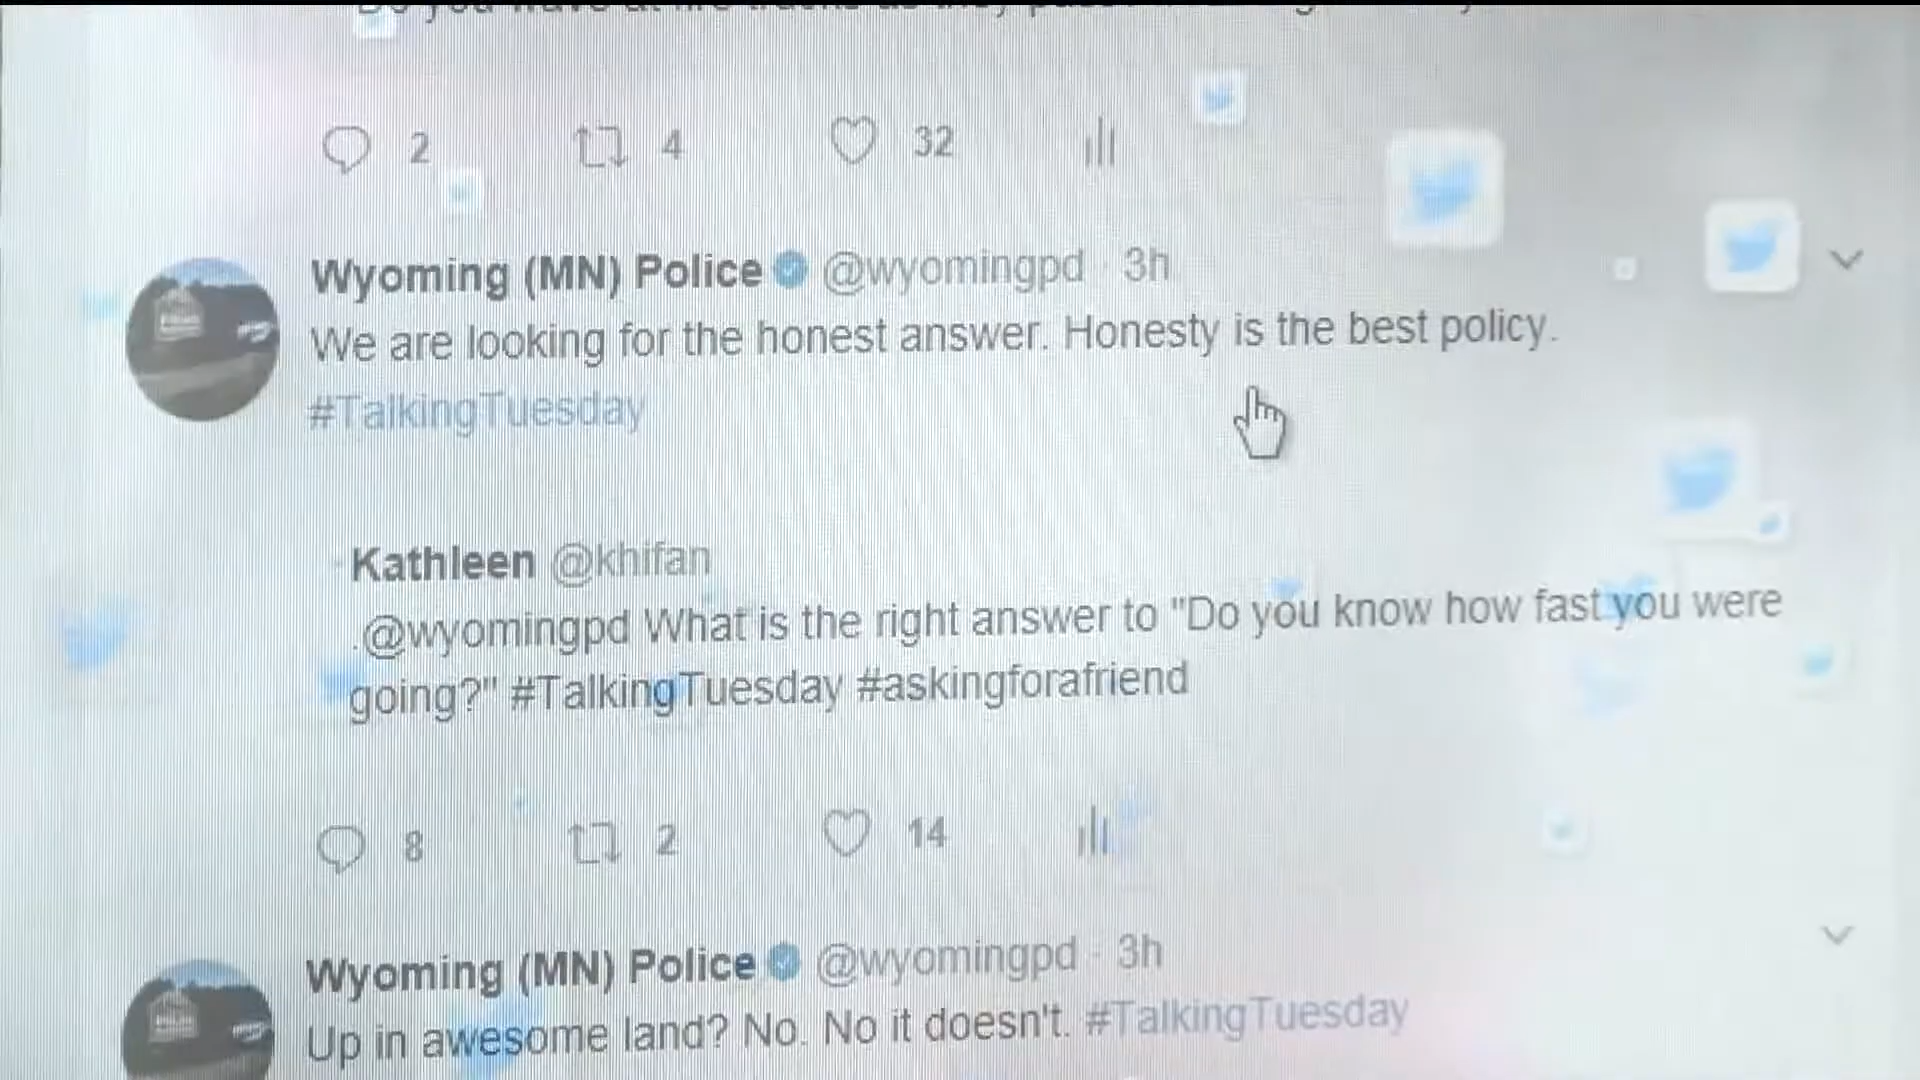 2 4 32
Wyoming (MN) Police @wyomingpd · 3h
We are looking for the honest answer. Honesty is the best policy.
#TalkingTuesday
Kathleen @khifan
.@wyomingpd What is the right answer to "Do you know how fast you were
going?" #TalkingTuesday #askingforafriend
8 2 14
Wyoming (MN) Police @wyomingpd · 3h
Up in awesome land? No. No it doesn't. #TalkingTuesday